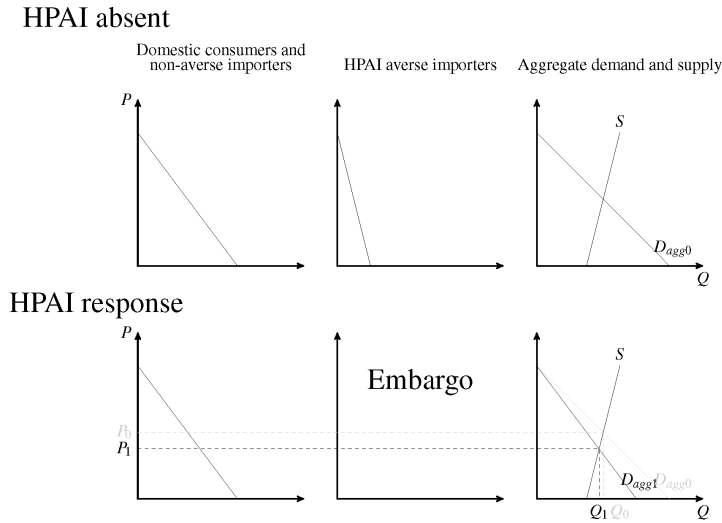 HPAI absent
Domestic consumers and
non-averse importers
HPAI averse importers
Aggregate demand and supply
P
S
D_agg0
Q
HPAI response
P
S
Embargo
P_0
P_1
D_agg1
D_agg0
Q_1
Q_0
Q